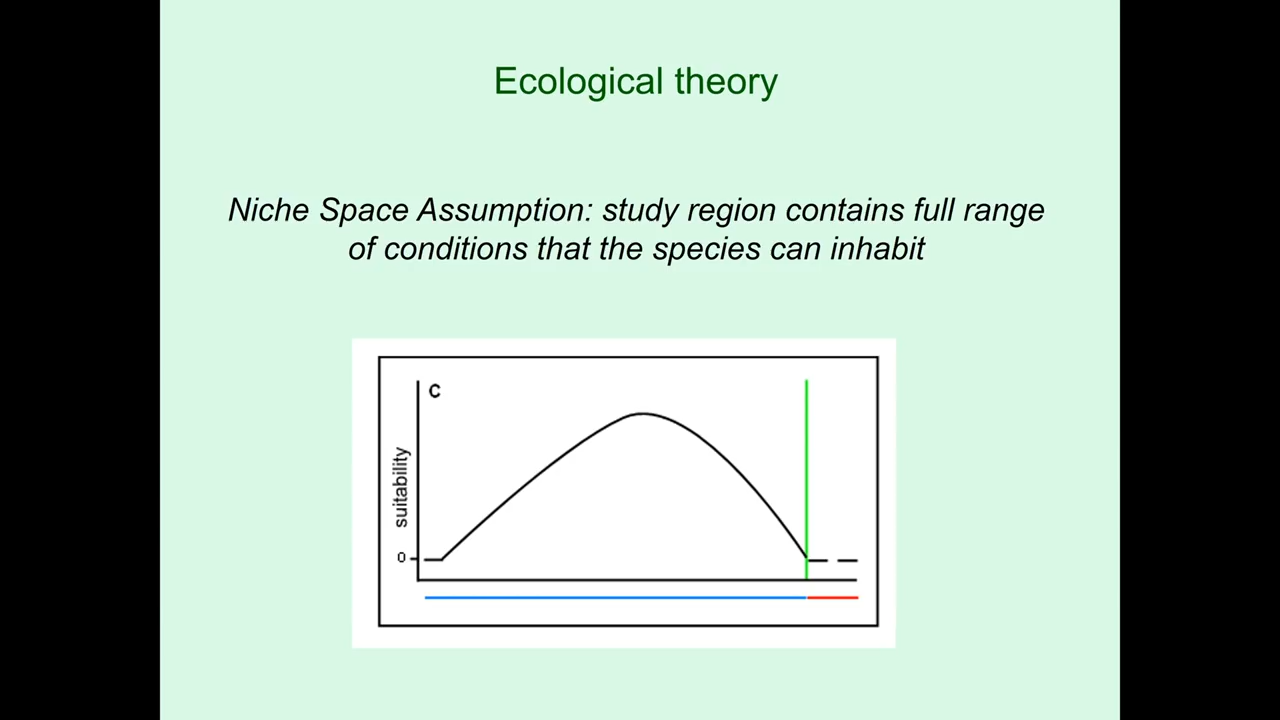 Ecological theory
Niche Space Assumption: study region contains full range
of conditions that the species can inhabit
C
suitability
0